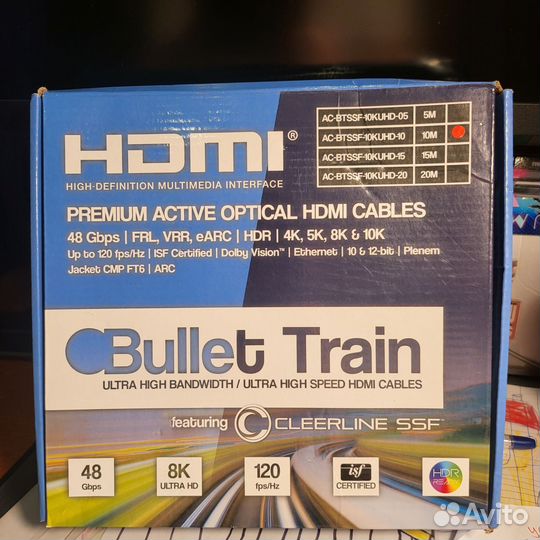 HDMI®
HIGH-DEFINITION MULTIMEDIA INTERFACE
AC-BTSSF-10KUHD-05 5M
AC-BTSSF-10KUHD-10 10M
AC-BTSSF-10KUHD-15 15M
AC-BTSSF-10KUHD-20 20M
PREMIUM ACTIVE OPTICAL HDMI CABLES
48 Gbps | FRL, VRR, eARC | HDR | 4K, 5K, 8K & 10K
Up to 120 fps/Hz | ISF Certified | Dolby Vision™ | Ethernet | 10 & 12-bit | Plenem
Jacket CMP FT6 | ARC
Bullet Train
ULTRA HIGH BANDWIDTH / ULTRA HIGH SPEED HDMI CABLES
featuring CLEERLINE SSF™
48 Gbps
8K ULTRA HD
120 fps/Hz
isf CERTIFIED
HDR READY
Avito